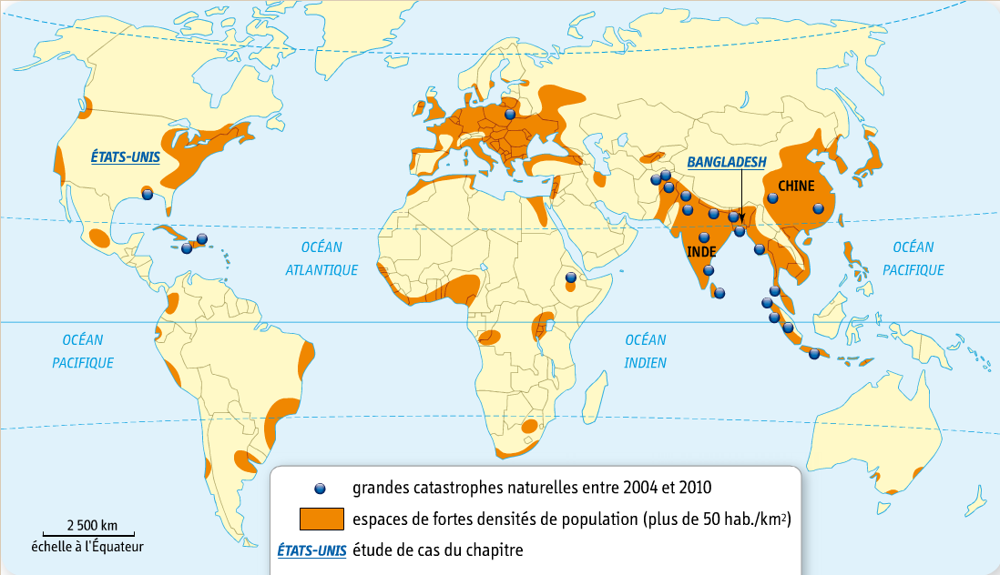 ÉTATS-UNIS
BANGLADESH
CHINE
INDE
OCÉAN
ATLANTIQUE
OCÉAN
PACIFIQUE
OCÉAN
PACIFIQUE
OCÉAN
INDIEN
2 500 km
échelle à l'Équateur
grandes catastrophes naturelles entre 2004 et 2010
espaces de fortes densités de population (plus de 50 hab./km²)
ÉTATS-UNIS étude de cas du chapitre